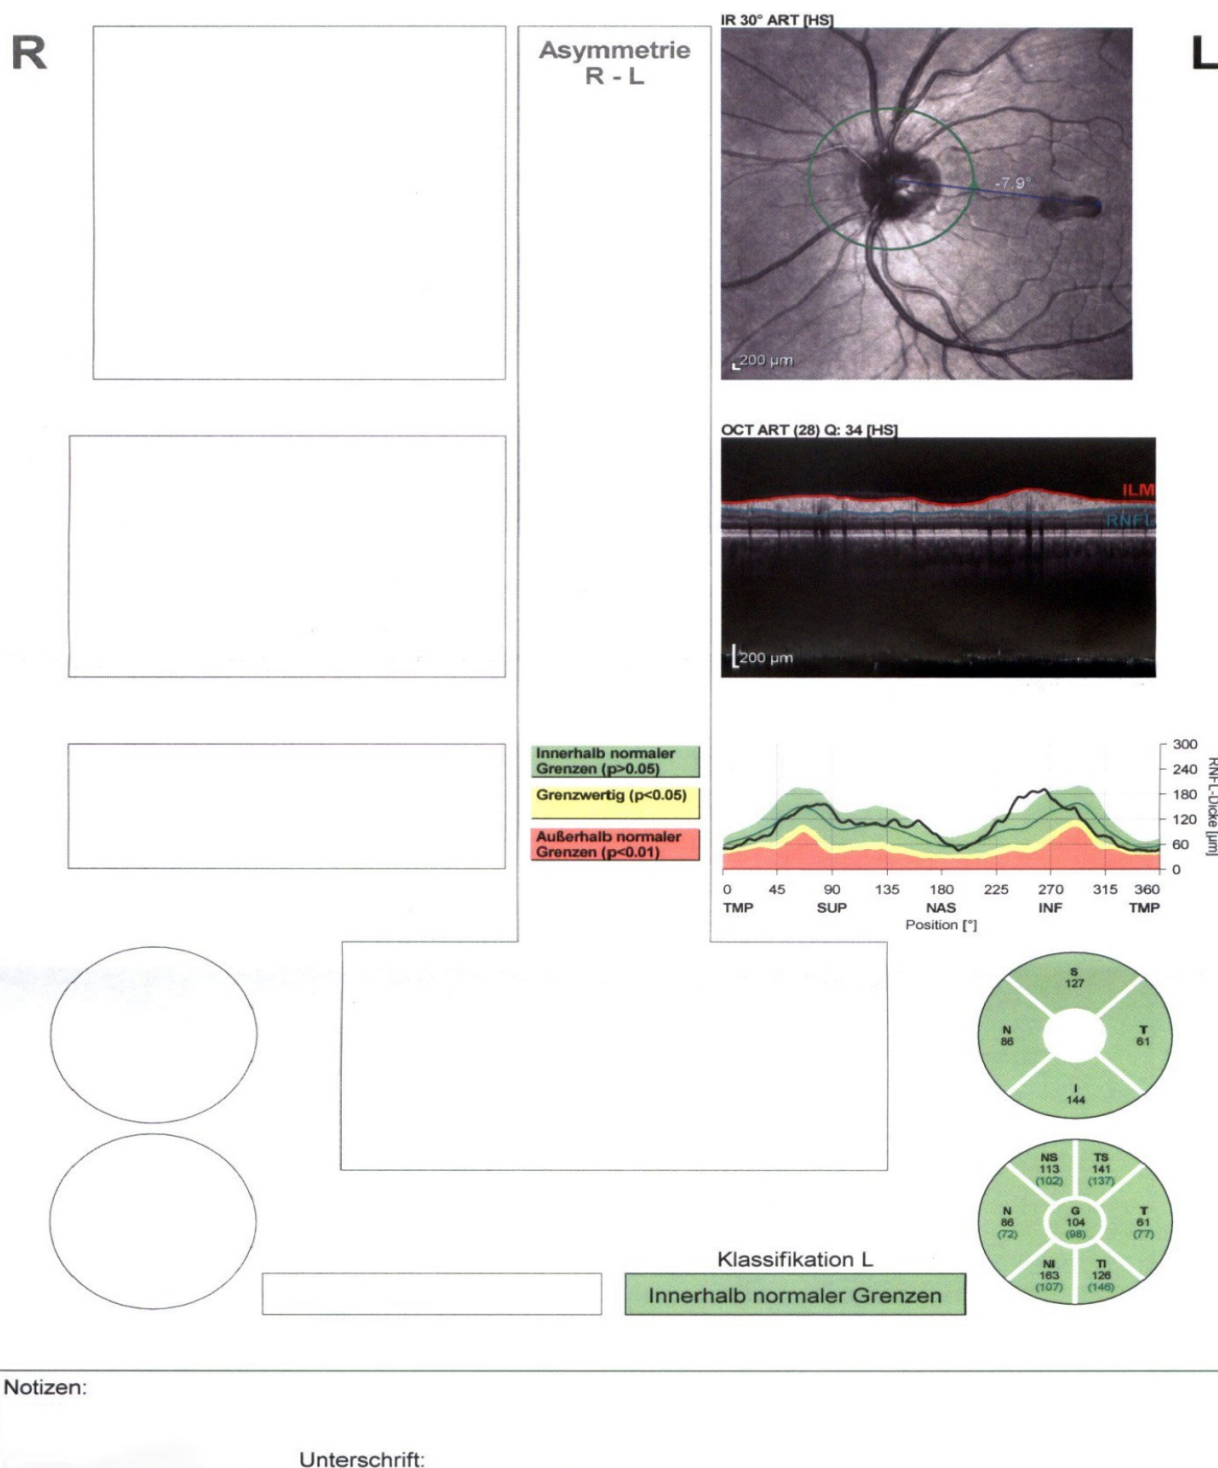 R
Asymmetrie
R - L
IR 30° ART [HS]
L
-7.9°
200 µm
OCT ART (28) Q: 34 [HS]
ILM
RNFL
200 µm
Innerhalb normaler
Grenzen (p>0.05)
Grenzwertig (p<0.05)
Außerhalb normaler
Grenzen (p<0.01)
300
240
180
120
60
0
RNFL-Dicke [µm]
0 45 90 135 180 225 270 315 360
TMP SUP NAS INF TMP
Position [°]
S
127
N
86
T
61
I
144
NS
113
(102)
TS
141
(137)
N
86
(72)
G
104
(98)
T
61
(77)
NI
163
(107)
TI
126
(146)
Klassifikation L
Innerhalb normaler Grenzen
Notizen:
Unterschrift: